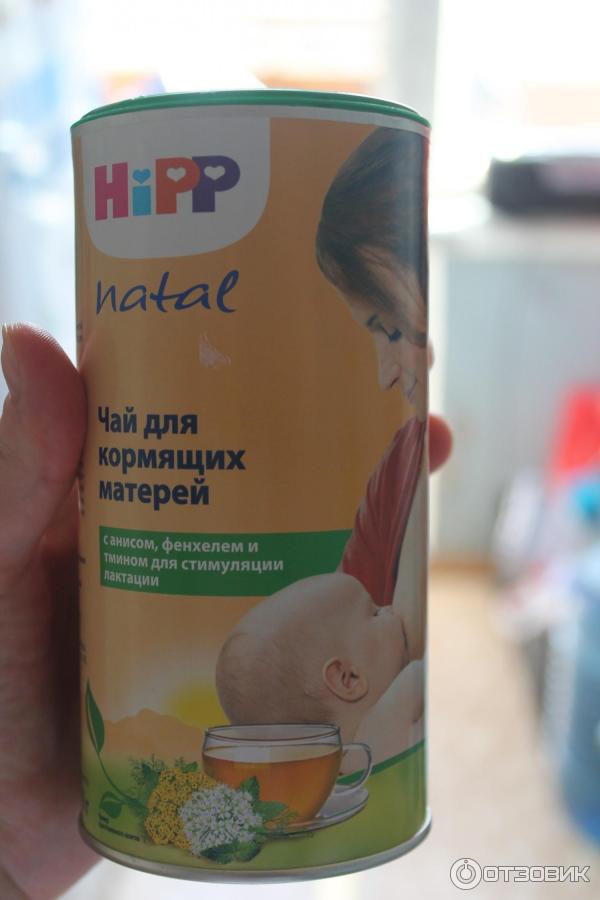 HiPP
natal
Чай для
кормящих
матерей
с анисом, фенхелем и
тмином для стимуляции
лактации
ОТЗОВИК